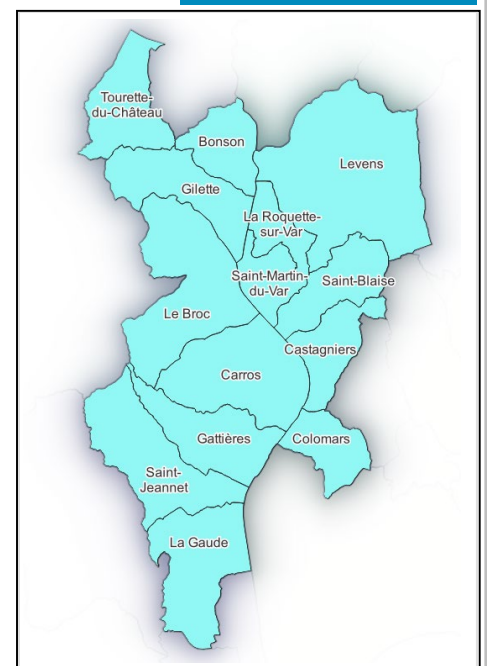 Tourette-
du-Château
Bonson
Levens
Gilette
La Roquette-
sur-Var
Saint-Martin-
du-Var
Saint-Blaise
Le Broc
Castagniers
Carros
Gattières
Colomars
Saint-
Jeannet
La Gaude